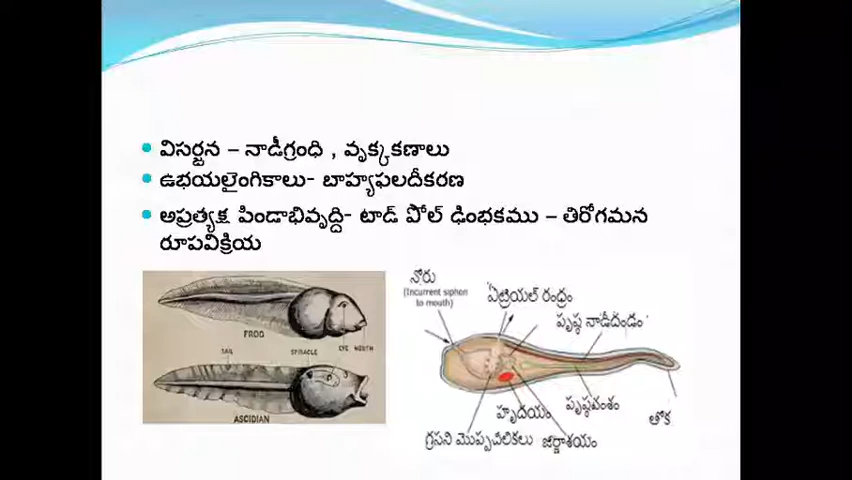 విసర్జన – నాడీగ్రంధి , వృక్కకణాలు
ఉభయలైంగికాలు- బాహ్యఫలదీకరణ
అప్రత్యక్ష పిండాభివృద్ది- టాడ్ పోల్ ఢింభకము – తిరోగమన
రూపవిక్రియ
FROG
TAIL SPIRACLE EYE MOUTH
ASCIDIAN
నోరు
(Incurrent siphon
to mouth)
ఏట్రియల్ రంధ్రం
పృష్ఠ నాడీదండం
హృదయం
పృష్ఠవంశం
తోక
గ్రసని మొప్పచీలికలు
జీర్ణాశయం